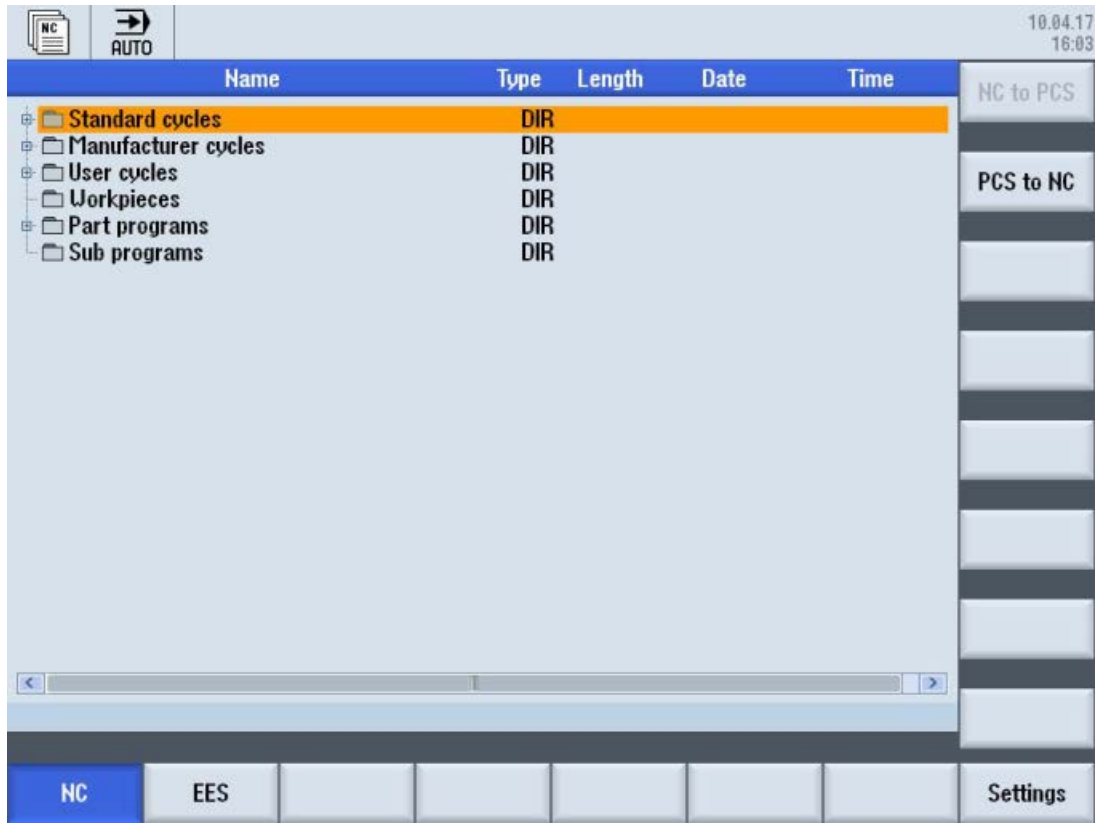 NC
AUTO
10.04.17
16:03
Name Type Length Date Time
Standard cycles DIR
Manufacturer cycles DIR
User cycles DIR
Workpieces DIR
Part programs DIR
Sub programs DIR
NC to PCS
PCS to NC
NC EES Settings